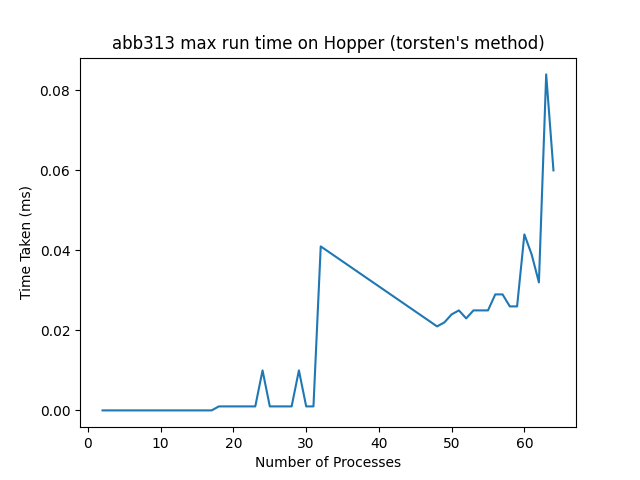 abb313 max run time on Hopper (torsten's method)
0.08
0.06
0.04
0.02
0.00
Time Taken (ms)
0 10 20 30 40 50 60
Number of Processes